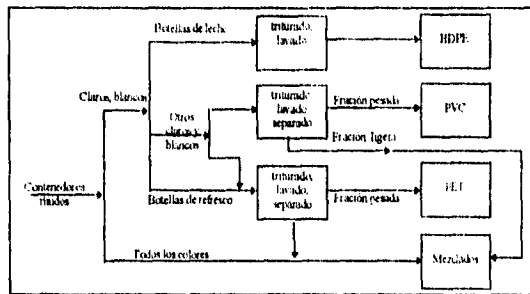 Botellas de leche
triturado,
lavado
HDPE
Claros, blancos
Otros
claros y
blancos
triturado
lavado
separado
Fración pesada
PVC
Fración ligera
Contenedores
Botellas de refresco
triturado,
lavado,
separado
Fración pesada
PET
Todos los colores
Mezclados